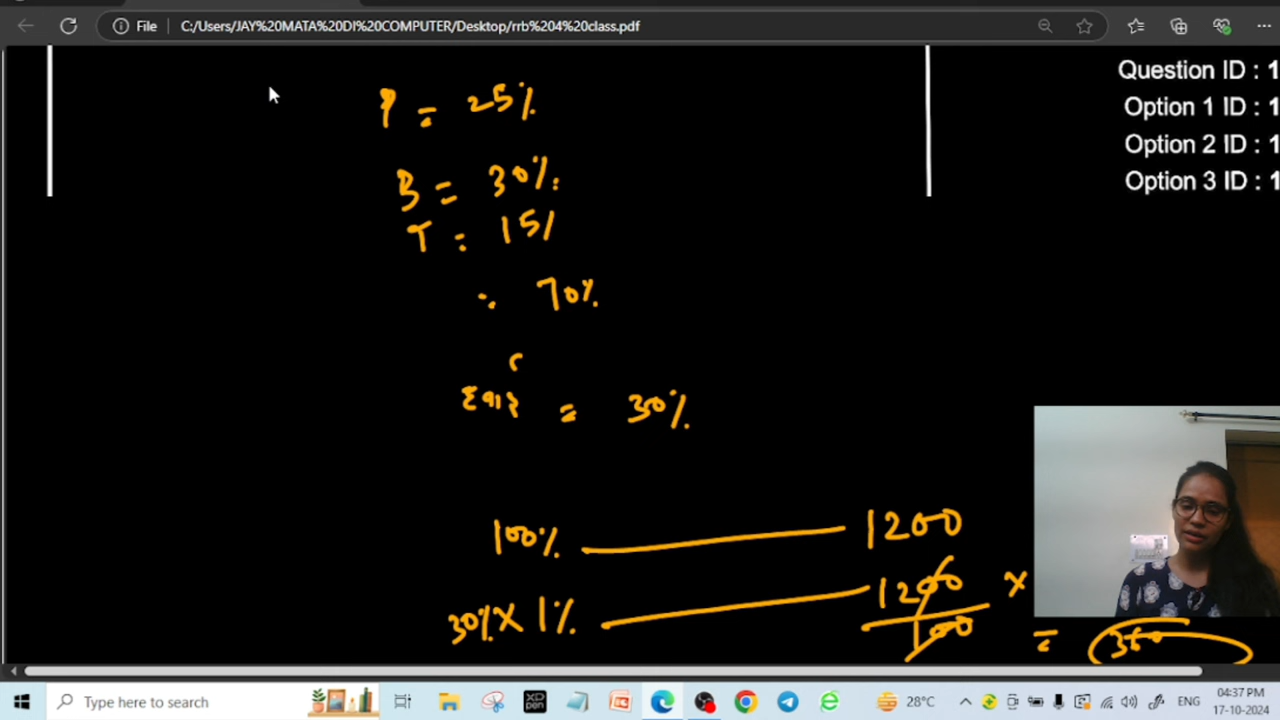 File C:/Users/JAY%20MATA%20DI%20COMPUTER/Desktop/rrb%204%20class.pdf
Question ID : 1
Option 1 ID : 1
Option 2 ID : 1
Option 3 ID : 1
P = 25%
B = 30%
T = 15%
= 70%
= 30%
100% 1200
30% X 1% 1200 X
100 = 360
Type here to search
28°C
ENG
04:37 PM
17-10-2024